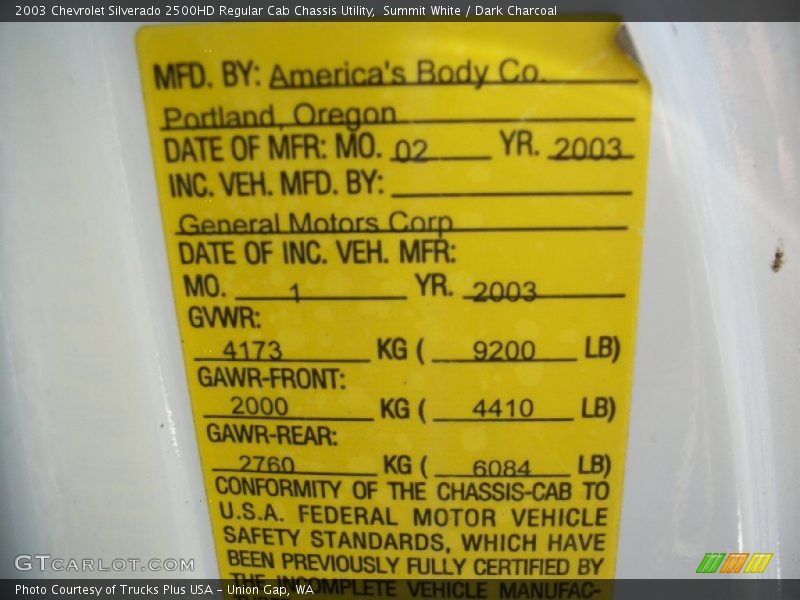 2003 Chevrolet Silverado 2500HD Regular Cab Chassis Utility, Summit White / Dark Charcoal
MFD. BY: America's Body Co.
Portland, Oregon
DATE OF MFR: MO. 02 YR. 2003
INC. VEH. MFD. BY:
General Motors Corp
DATE OF INC. VEH. MFR:
MO. 1 YR. 2003
GVWR:
4173 KG ( 9200 LB)
GAWR-FRONT:
2000 KG ( 4410 LB)
GAWR-REAR:
2760 KG ( 6084 LB)
CONFORMITY OF THE CHASSIS-CAB TO
U.S.A. FEDERAL MOTOR VEHICLE
SAFETY STANDARDS, WHICH HAVE
BEEN PREVIOUSLY FULLY CERTIFIED BY
THE INCOMPLETE VEHICLE MANUFAC-
GTCARLOT.COM
Photo Courtesy of Trucks Plus USA - Union Gap, WA